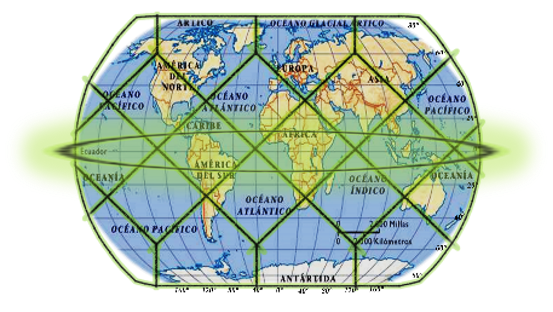 ÁRTICO
OCÉANO GLACIAL ÁRTICO
80°
60°
AMÉRICA
DEL
NORTE
EUROPA
ASIA
OCÉANO
PACÍFICO
OCÉANO
ATLÁNTICO
OCÉANO
PACÍFICO
CARIBE
ÁFRICA
Ecuador
AMÉRICA
DEL SUR
OCEANÍA
OCÉANO
ÍNDICO
OCEANÍA
OCÉANO
ATLÁNTICO
OCÉANO PACÍFICO
0 2,000 Millas
0 2,000 Kilómetros
ANTÁRTIDA